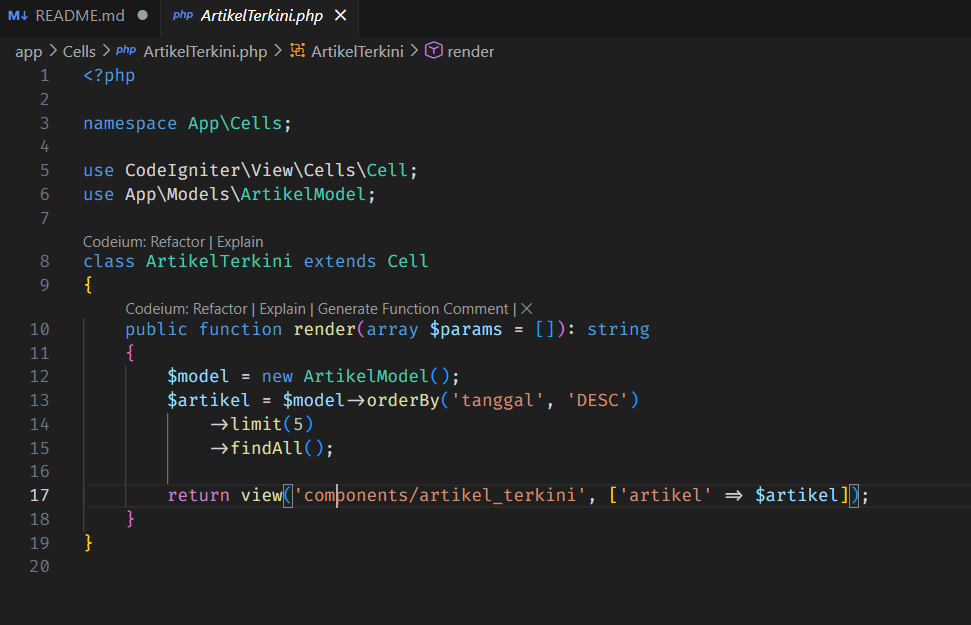 M↓ README.md
php ArtikelTerkini.php
app > Cells > php ArtikelTerkini.php > ArtikelTerkini > render
1 <?php
2
3 namespace App\Cells;
4
5 use CodeIgniter\View\Cells\Cell;
6 use App\Models\ArtikelModel;
7
Codeium: Refactor | Explain
8 class ArtikelTerkini extends Cell
9 {
Codeium: Refactor | Explain | Generate Function Comment | ×
10 public function render(array $params = []): string
11 {
12 $model = new ArtikelModel();
13 $artikel = $model->orderBy('tanggal', 'DESC')
14 ->limit(5)
15 ->findAll();
16
17 return view('components/artikel_terkini', ['artikel' => $artikel]);
18 }
19 }
20